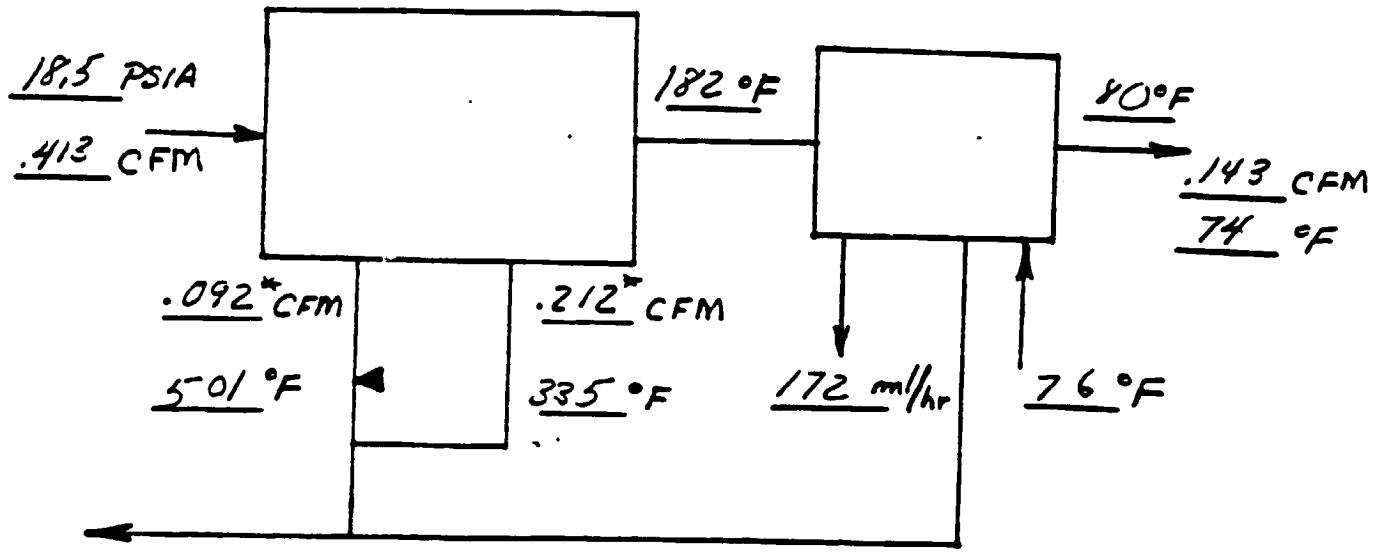 18.5 PSIA
.413 CFM
182 °F
80°F
.143 CFM
74 °F
.092* CFM
.212* CFM
501 °F
335 °F
172 ml/hr
76 °F